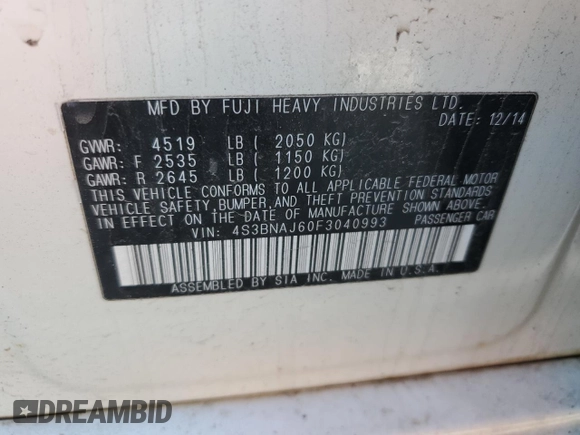 MFD BY FUJI HEAVY INDUSTRIES LTD.
DATE: 12/14
GVWR: 4519 LB ( 2050 KG)
GAWR: F 2535 LB ( 1150 KG)
GAWR: R 2645 LB ( 1200 KG)
THIS VEHICLE CONFORMS TO ALL APPLICABLE FEDERAL MOTOR
VEHICLE SAFETY, BUMPER, AND THEFT PREVENTION STANDARDS
IN EFFECT ON THE DATE OF MANUFACTURE SHOWN ABOVE.
VIN: 4S3BNAJ60F3040993 PASSENGER CAR
ASSEMBLED BY SIA INC. MADE IN U.S.A.
DREAMBID